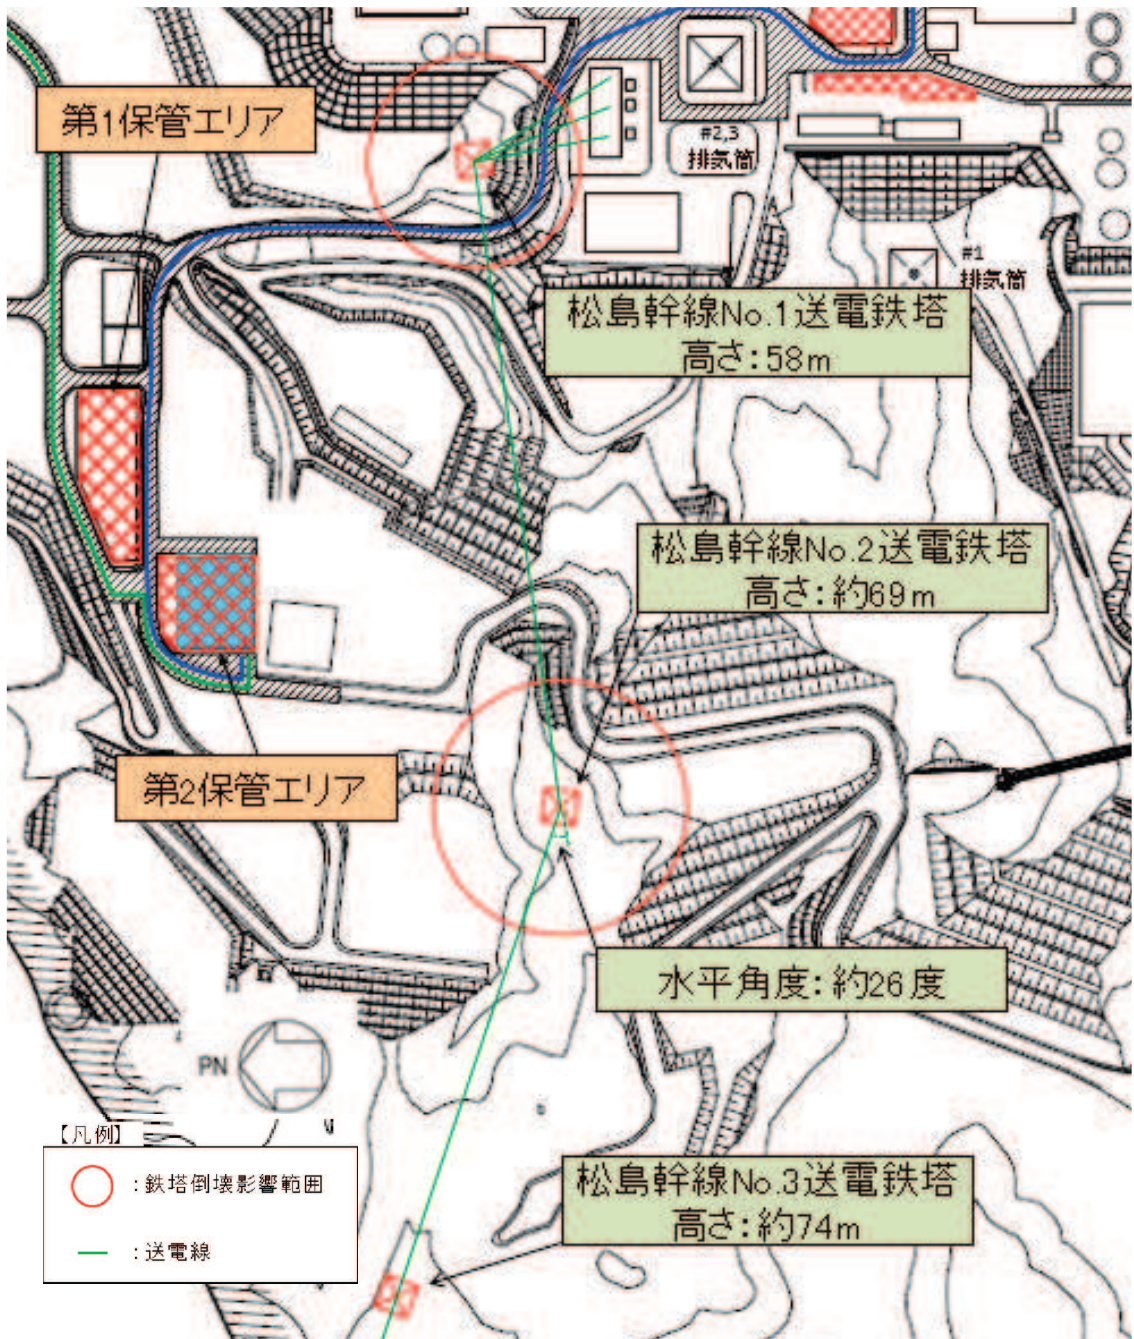 第1保管エリア
#2,3
排気筒
#1
排気筒
松島幹線No.1送電鉄塔
高さ:58m
松島幹線No.2送電鉄塔
高さ:約69m
第2保管エリア
水平角度:約26度
PN
【凡例】
:鉄塔倒壊影響範囲
:送電線
松島幹線No.3送電鉄塔
高さ:約74m